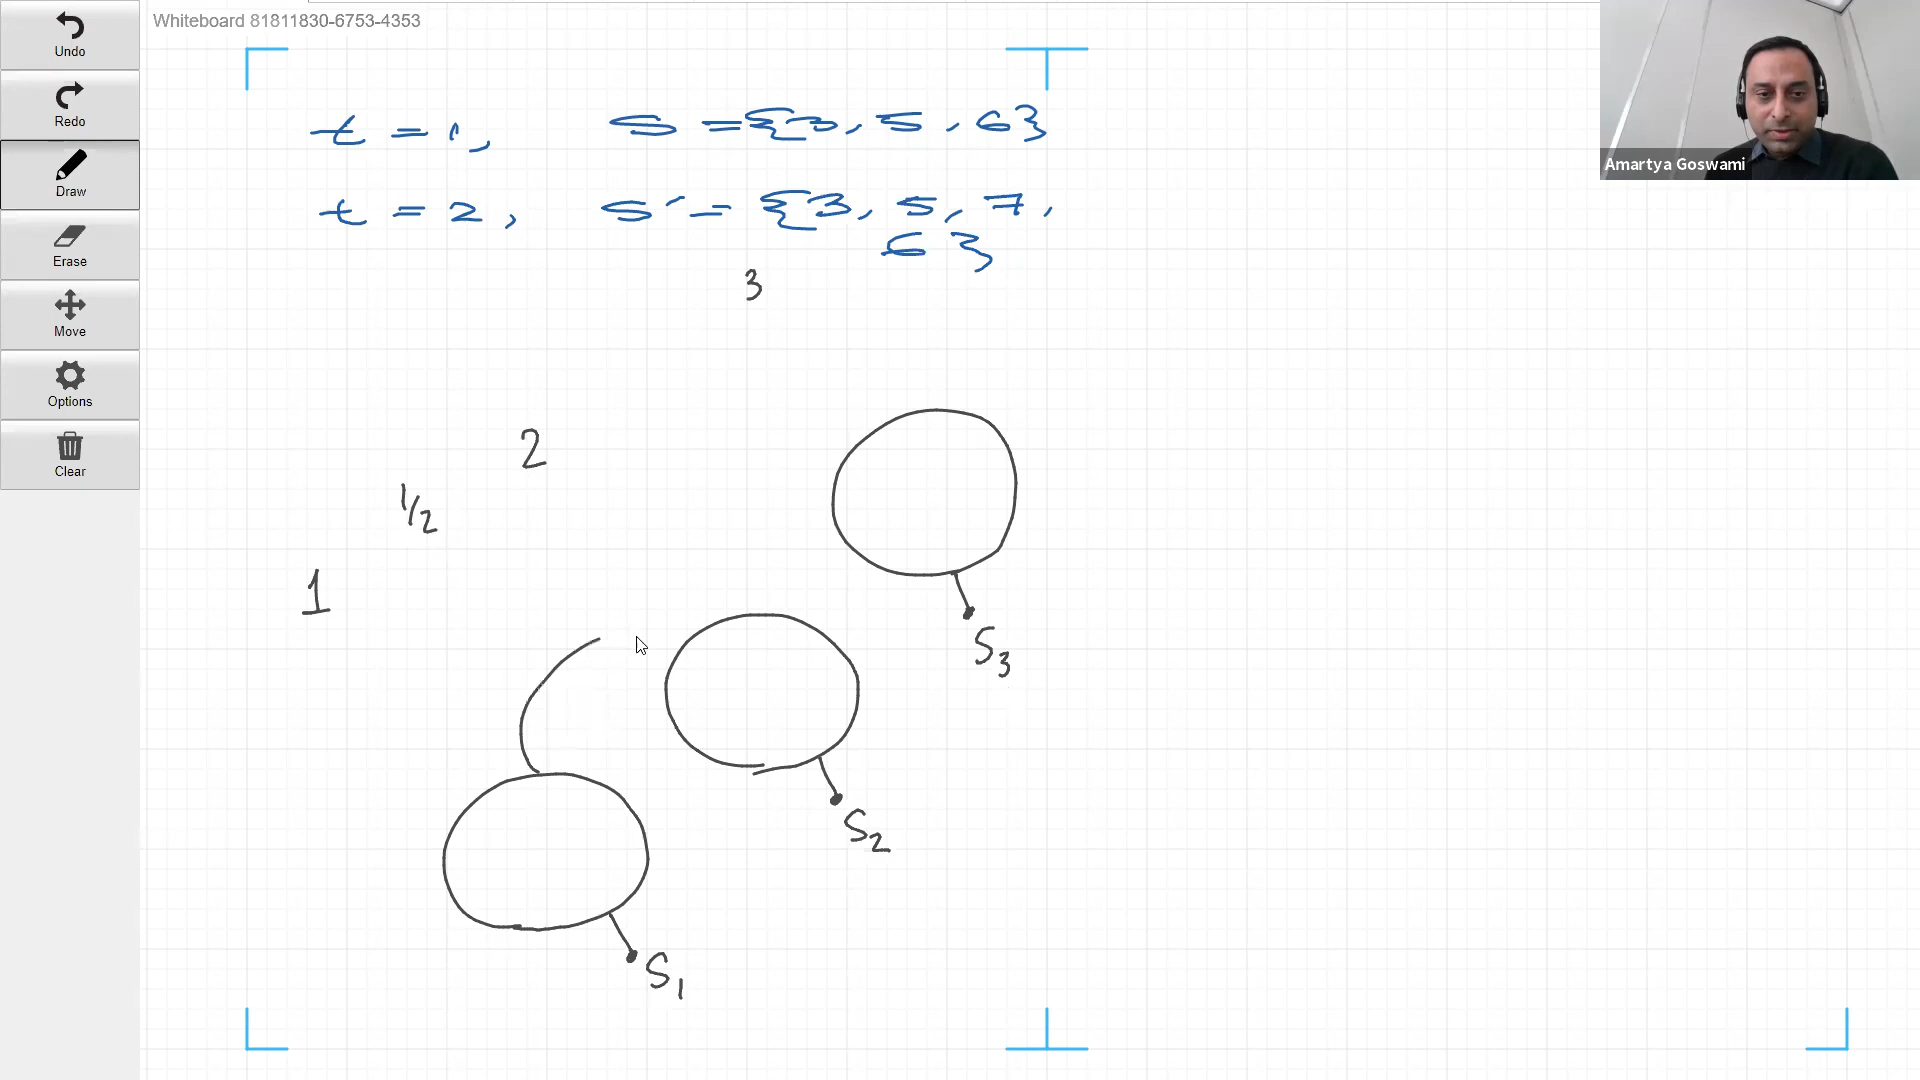 Whiteboard 81811830-6753-4353
Undo
Redo
Draw
Erase
Move
Options
Clear
Amartya Goswami
t = 1, S = {3, 5, 6}
t = 2, S' = {3, 5, 7,
6}
3
2
1/2
1
S3
S2
S1